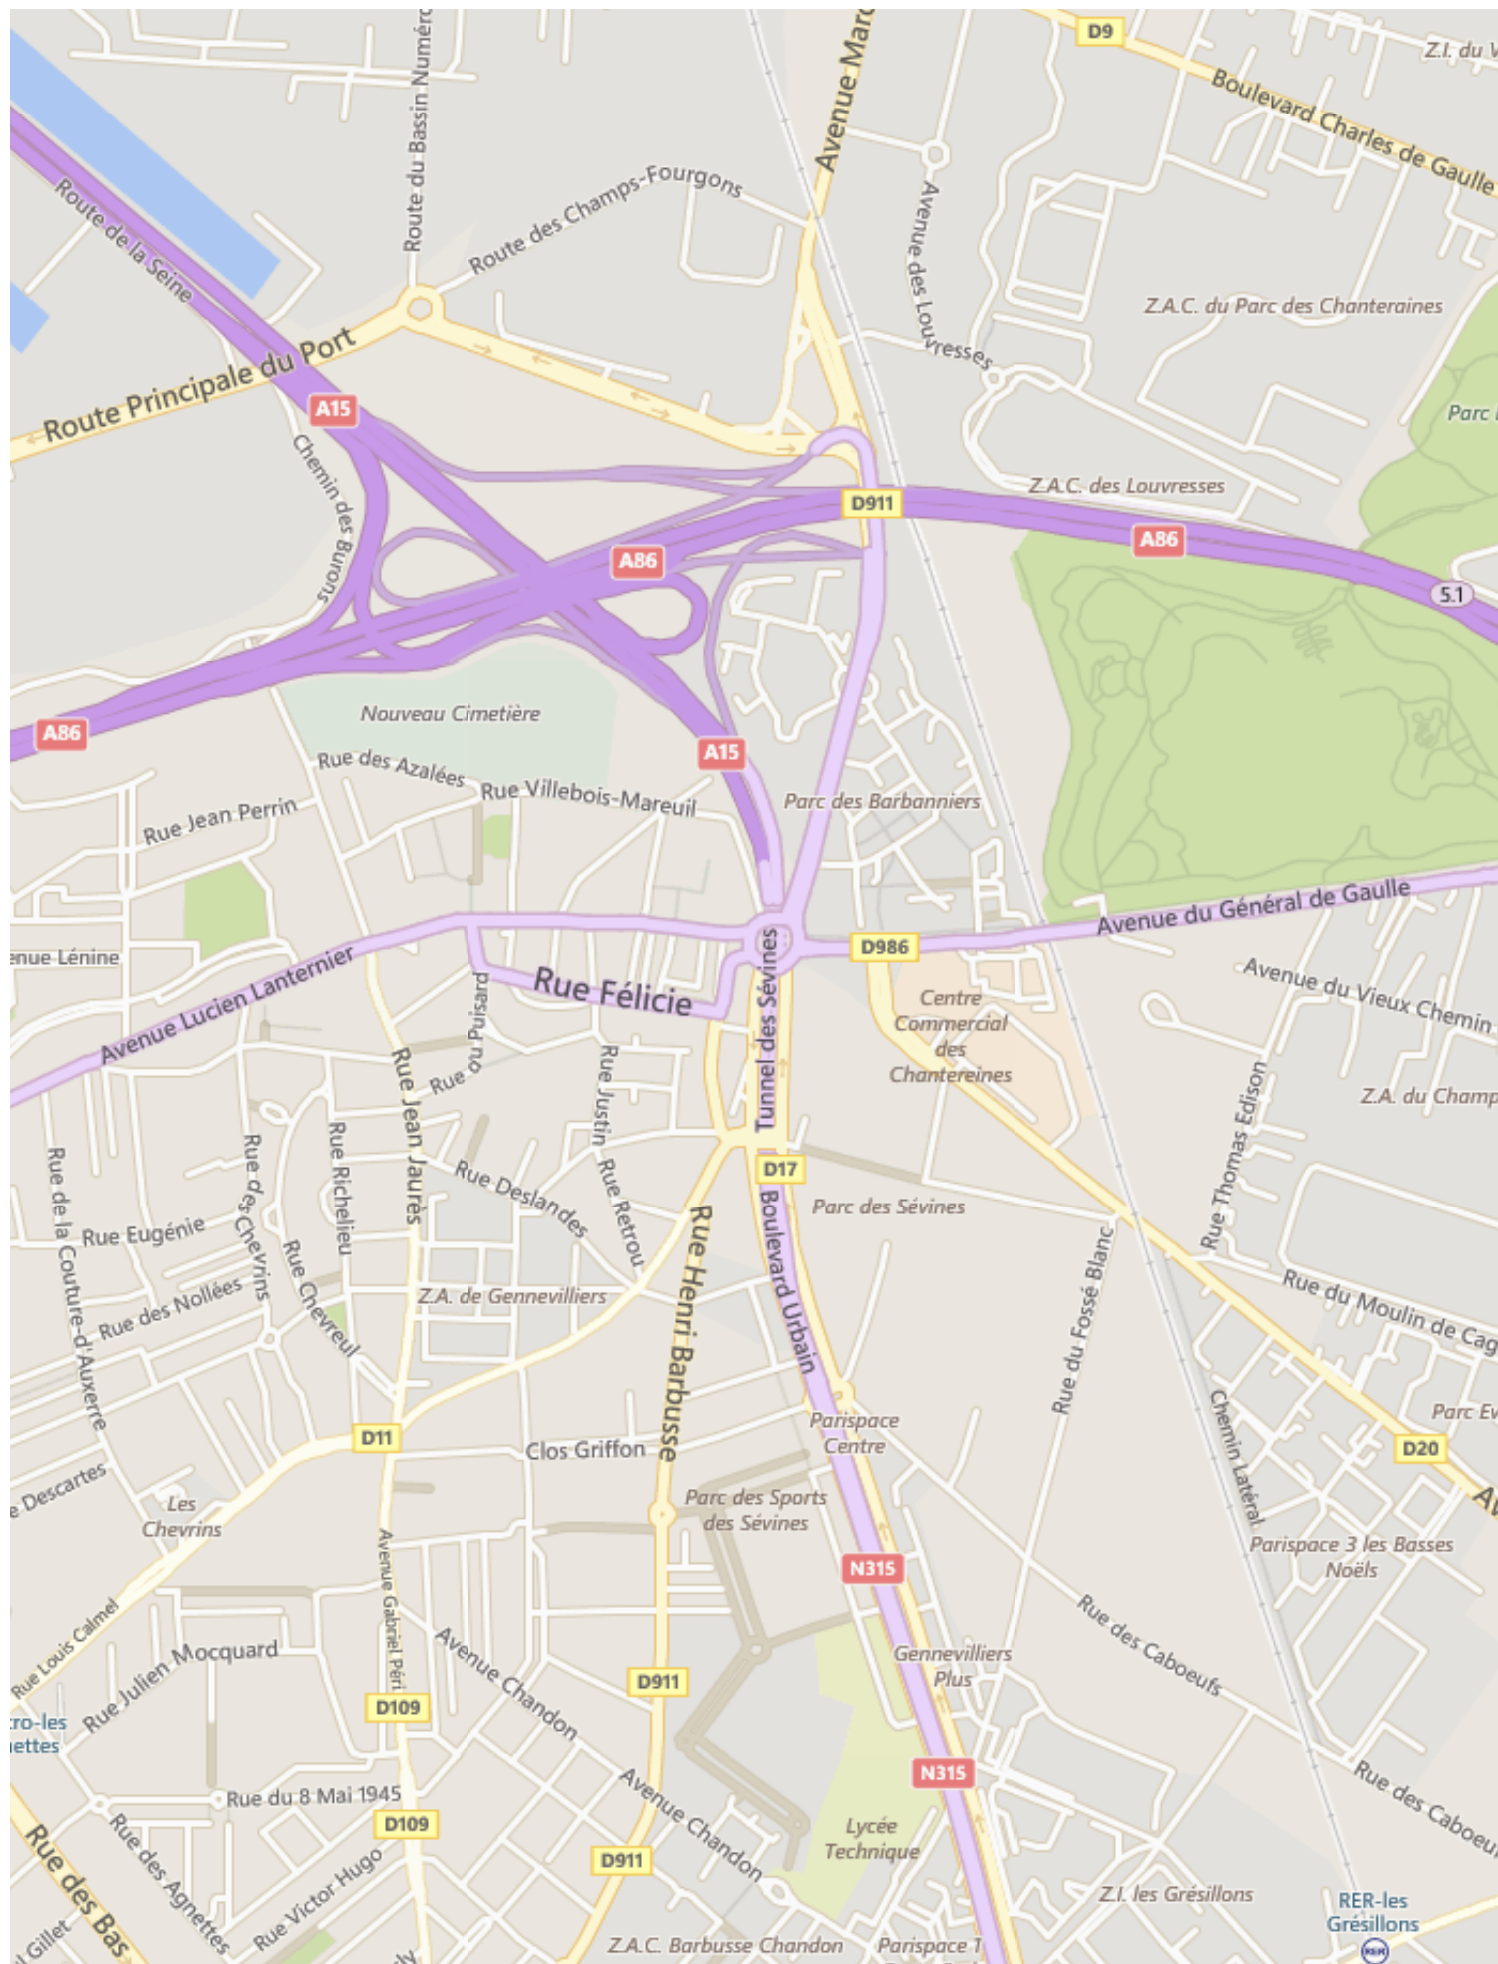 D9
Z.I. du V
Boulevard Charles de Gaulle
Avenue Marc
Route du Bassin Numéro
Route des Champs-Fourgons
Route de la Seine
Avenue des Louvresses
Z.A.C. du Parc des Chanteraines
Route Principale du Port
A15
Parc
Chemin des Burons
Z.A.C. des Louvresses
D911
A86
A86
5.1
Nouveau Cimetière
A86
A15
Rue des Azalées
Rue Villebois-Mareuil
Parc des Barbanniers
Rue Jean Perrin
Avenue du Général de Gaulle
D986
enue Lénine
Avenue Lucien Lanternier
Rue Félicie
Tunnel des Sévines
Avenue du Vieux Chemin
Centre
Commercial
des
Chantereines
Rue du Puisard
Rue Jean Jaurès
Rue Justin
Rue Thomas Edison
Z.A. du Champ
Rue de la Couture-d'Auxerre
Rue des Chevrins
Rue Richelieu
Rue Deslandes
Rue Retrou
D17
Parc des Sévines
Rue Eugénie
Rue Chevreul
Rue Henri Barbusse
Boulevard Urbain
Rue du Fossé Blanc
Rue du Moulin de Cag
Rue des Nollées
Z.A. de Gennevilliers
Chemin Latéral
Parc Ev
D11
Clos Griffon
Parispace
Centre
D20
Av
e Descartes
Les
Chevrins
Parc des Sports
des Sévines
Avenue Gabriel Péri
N315
Parispace 3 les Basses
Noëls
Rue Louis Calmel
Rue Julien Mocquard
Avenue Chandon
Rue des Caboeufs
Gennevilliers
Plus
D911
D109
tro-les
ettes
N315
Rue du 8 Mai 1945
Avenue Chandon
Rue des Caboeu
D109
Rue des Agnettes
Rue des Bas
Rue Victor Hugo
D911
Lycée
Technique
Z.I. les Grésillons
RER-les
Grésillons
RER
Gillet
Z.A.C. Barbusse Chandon
Parispace 1